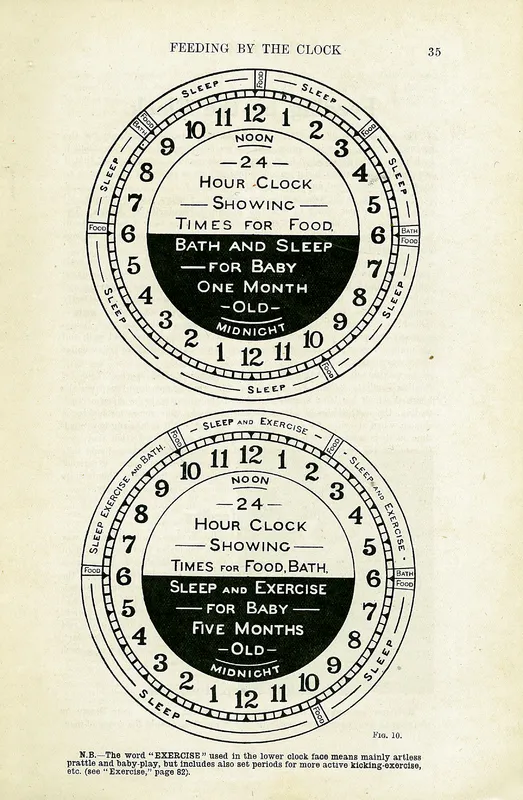 FEEDING BY THE CLOCK 35
SLEEP
FOOD
SLEEP
FOOD
SLEEP
BATH
FOOD
SLEEP
FOOD
SLEEP
SLEEP
FOOD
SLEEP
BATH
FOOD
12 1 2 3 4 5 6 7 8 9 10 11 12 1 2 3 4 5 6 7 8 9 10 11
NOON
—24—
HOUR CLOCK
— SHOWING —
TIMES FOR FOOD,
BATH AND SLEEP
— FOR BABY
ONE MONTH
-OLD-
MIDNIGHT
SLEEP AND EXERCISE
FOOD
SLEEP AND EXERCISE
BATH
FOOD
SLEEP
FOOD
SLEEP
FOOD
SLEEP EXERCISE AND BATH.
FOOD
12 1 2 3 4 5 6 7 8 9 10 11 12 1 2 3 4 5 6 7 8 9 10 11
NOON
—24—
HOUR CLOCK
— SHOWING —
TIMES FOR FOOD, BATH,
SLEEP AND EXERCISE
— FOR BABY —
FIVE MONTHS
-OLD-
MIDNIGHT
FIG. 10.
N.B.—The word "EXERCISE" used in the lower clock face means mainly artless
prattle and baby-play, but includes also set periods for more active kicking-exercise,
etc. (see "Exercise," page 82).